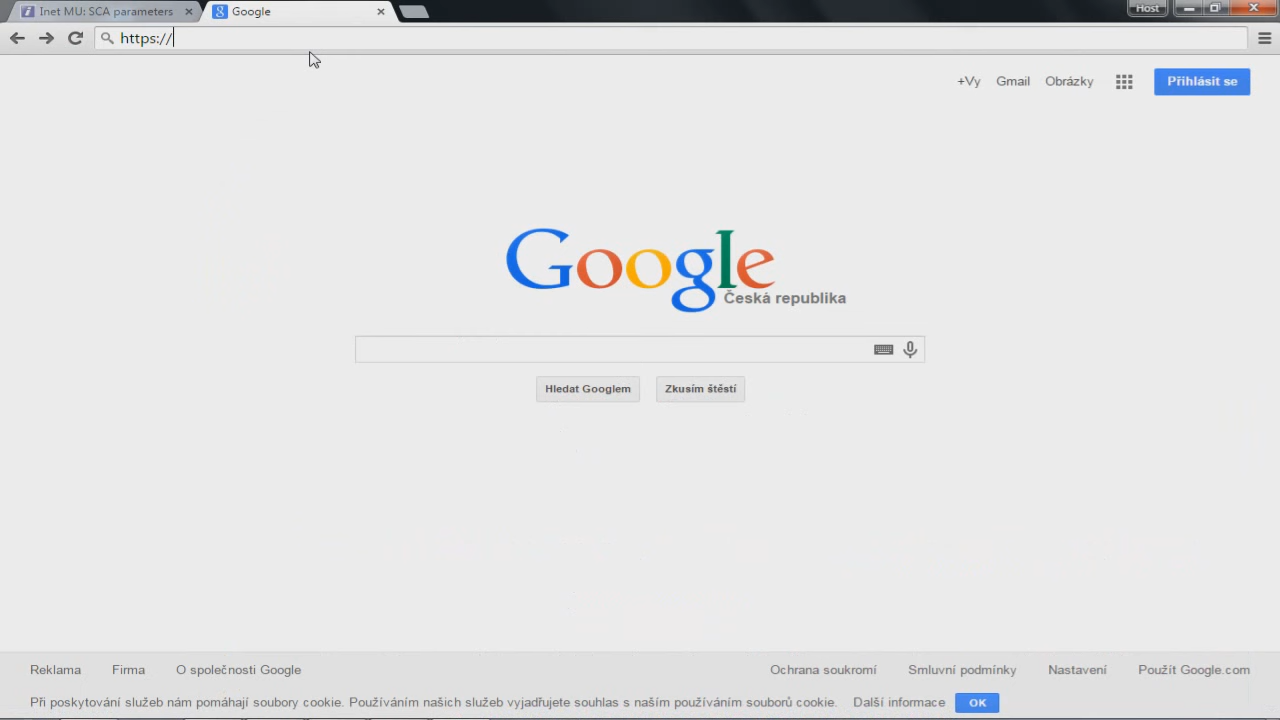 Inet MU: SCA parameters
Google
Host
https://
+Vy Gmail Obrázky Přihlásit se
Google
Česká republika
Hledat Googlem Zkusím štěstí
Reklama Firma O společnosti Google Ochrana soukromí Smluvní podmínky Nastavení Použít Google.com
Při poskytování služeb nám pomáhají soubory cookie. Používáním našich služeb vyjadřujete souhlas s naším používáním souborů cookie. Další informace OK